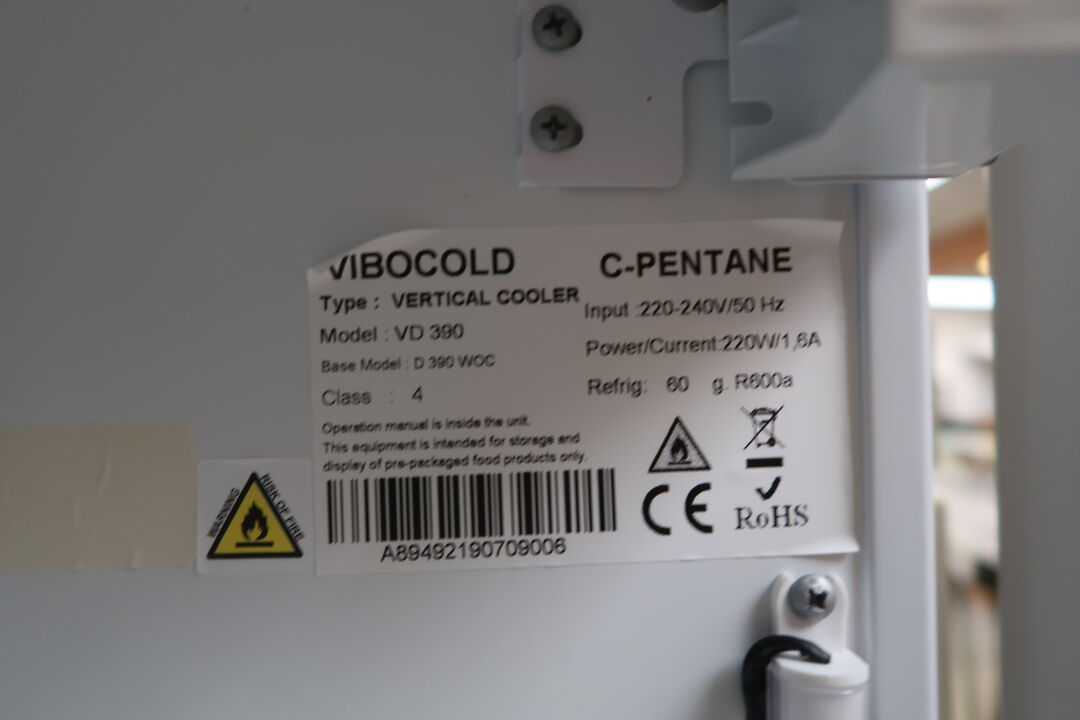 VIBOCOLD
Type : VERTICAL COOLER
Model : VD 390
Base Model : D 390 WOC
Class : 4
Operation manual is inside the unit.
This equipment is intended for storage and
display of pre-packaged food products only.
A89492190709006
C-PENTANE
Input :220-240V/50 Hz
Power/Current:220W/1,6A
Refrig: 60 g. R600a
CE
RoHS
WARNING
RISK OF FIRE